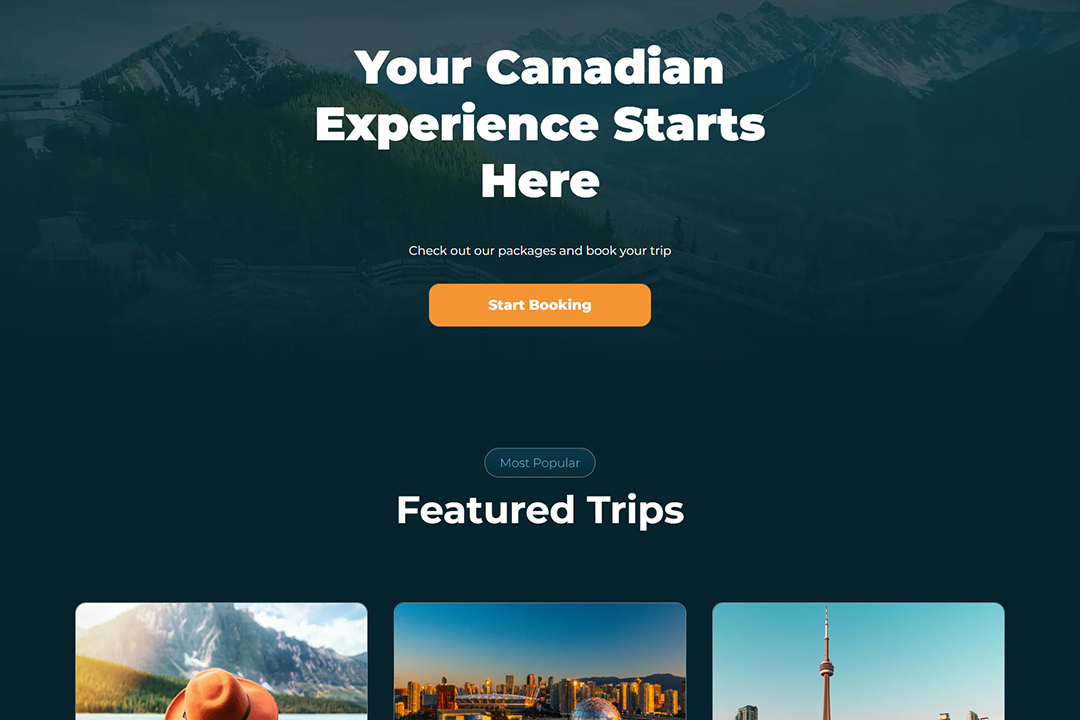 Your Canadian
Experience Starts
Here
Check out our packages and book your trip
Start Booking
Most Popular
Featured Trips